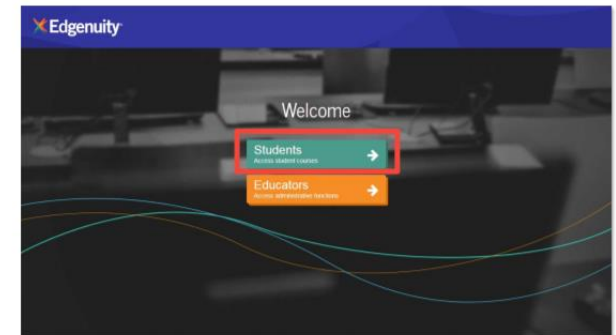 Edgenuity
Welcome
Students
Access student courses
Educators
Access administrative functions